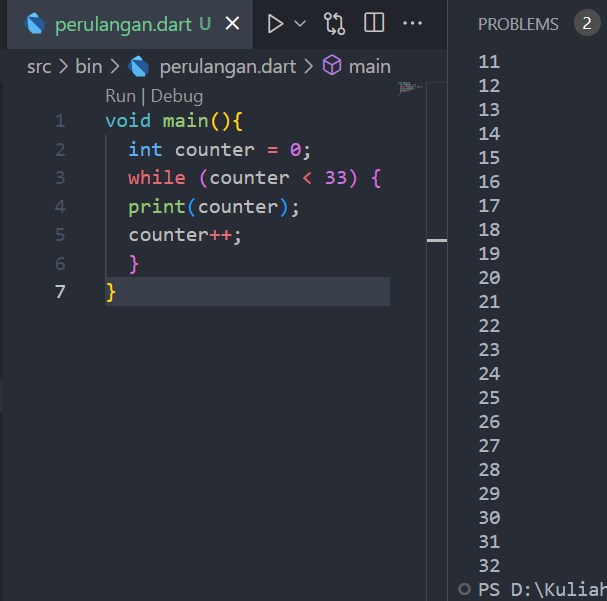 perulangan.dart U
src > bin > perulangan.dart > main
Run | Debug
1 void main(){
2 int counter = 0;
3 while (counter < 33) {
4 print(counter);
5 counter++;
6 }
7 }
PROBLEMS 2
11
12
13
14
15
16
17
18
19
20
21
22
23
24
25
26
27
28
29
30
31
32
PS D:\Kuliah